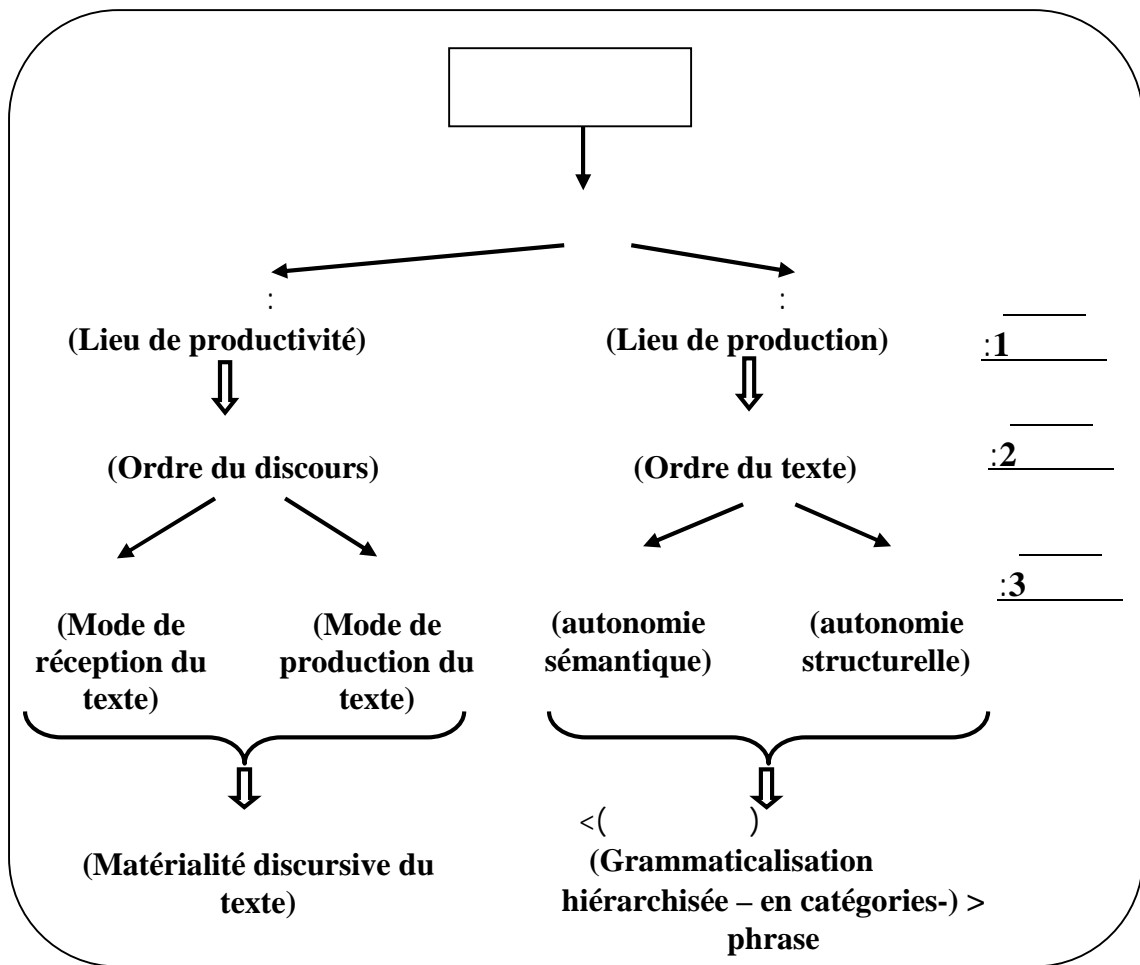 :
:
(Lieu de productivité)
(Lieu de production)
:1
(Ordre du discours)
(Ordre du texte)
:2
:3
(Mode de
réception du
texte)
(Mode de
production du
texte)
(autonomie
sémantique)
(autonomie
structurelle)
<( )
(Matérialité discursive du
texte)
(Grammaticalisation
hiérarchisée – en catégories-) >
phrase